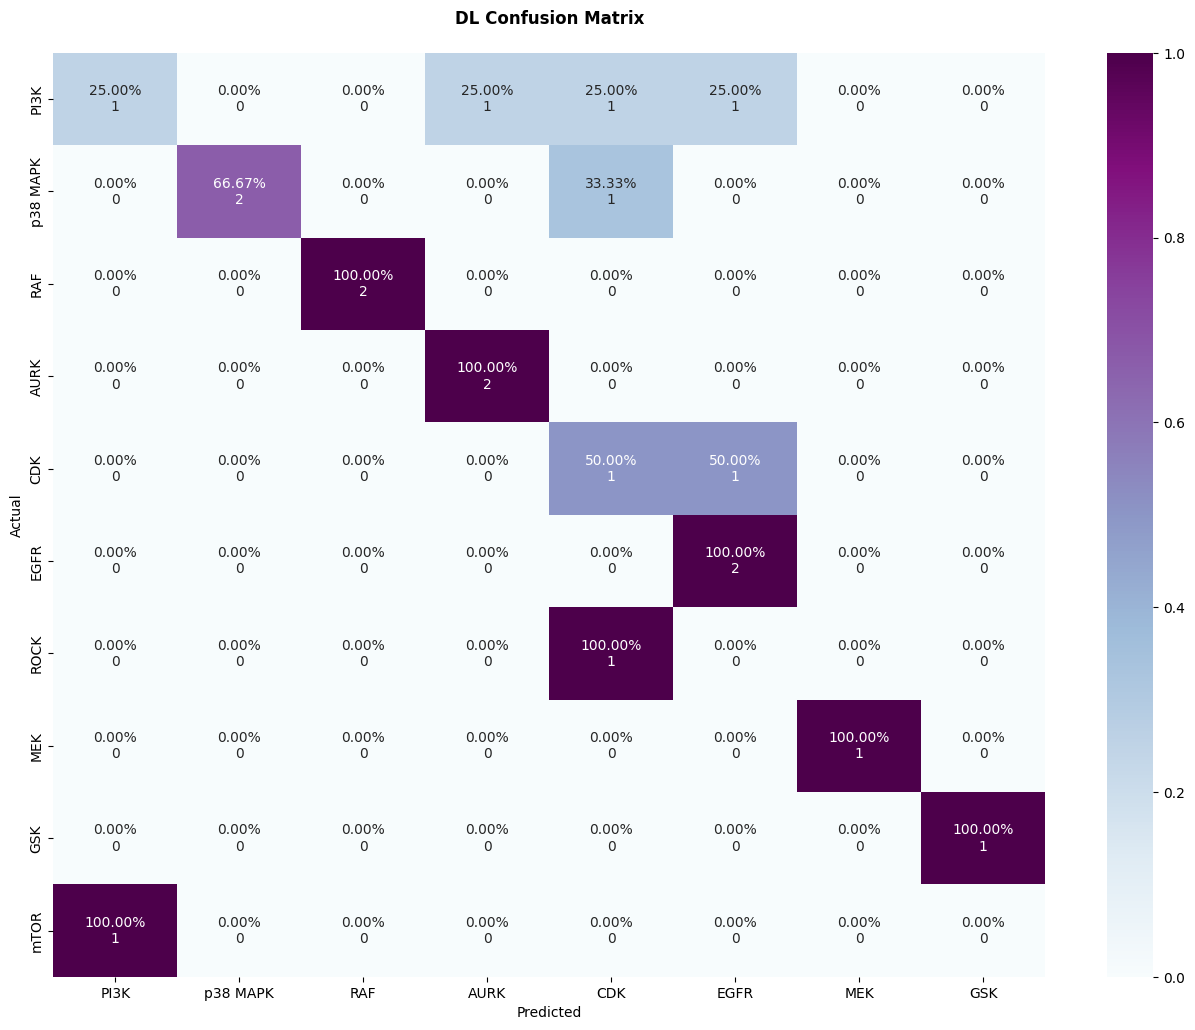 DL Confusion Matrix
PI3K
25.00% 0.00% 0.00% 25.00% 25.00% 25.00% 0.00% 0.00%
1 0 0 1 1 1 0 0
p38 MAPK
0.00% 66.67% 0.00% 0.00% 33.33% 0.00% 0.00% 0.00%
0 2 0 0 1 0 0 0
RAF
0.00% 0.00% 100.00% 0.00% 0.00% 0.00% 0.00% 0.00%
0 0 2 0 0 0 0 0
AURK
0.00% 0.00% 0.00% 100.00% 0.00% 0.00% 0.00% 0.00%
0 0 0 2 0 0 0 0
CDK
0.00% 0.00% 0.00% 0.00% 50.00% 50.00% 0.00% 0.00%
0 0 0 0 1 1 0 0
Actual
EGFR
0.00% 0.00% 0.00% 0.00% 0.00% 100.00% 0.00% 0.00%
0 0 0 0 0 2 0 0
ROCK
0.00% 0.00% 0.00% 0.00% 100.00% 0.00% 0.00% 0.00%
0 0 0 0 1 0 0 0
MEK
0.00% 0.00% 0.00% 0.00% 0.00% 0.00% 100.00% 0.00%
0 0 0 0 0 0 1 0
GSK
0.00% 0.00% 0.00% 0.00% 0.00% 0.00% 0.00% 100.00%
0 0 0 0 0 0 0 1
mTOR
100.00% 0.00% 0.00% 0.00% 0.00% 0.00% 0.00% 0.00%
1 0 0 0 0 0 0 0
PI3K p38 MAPK RAF AURK CDK EGFR MEK GSK
Predicted
1.0
0.8
0.6
0.4
0.2
0.0